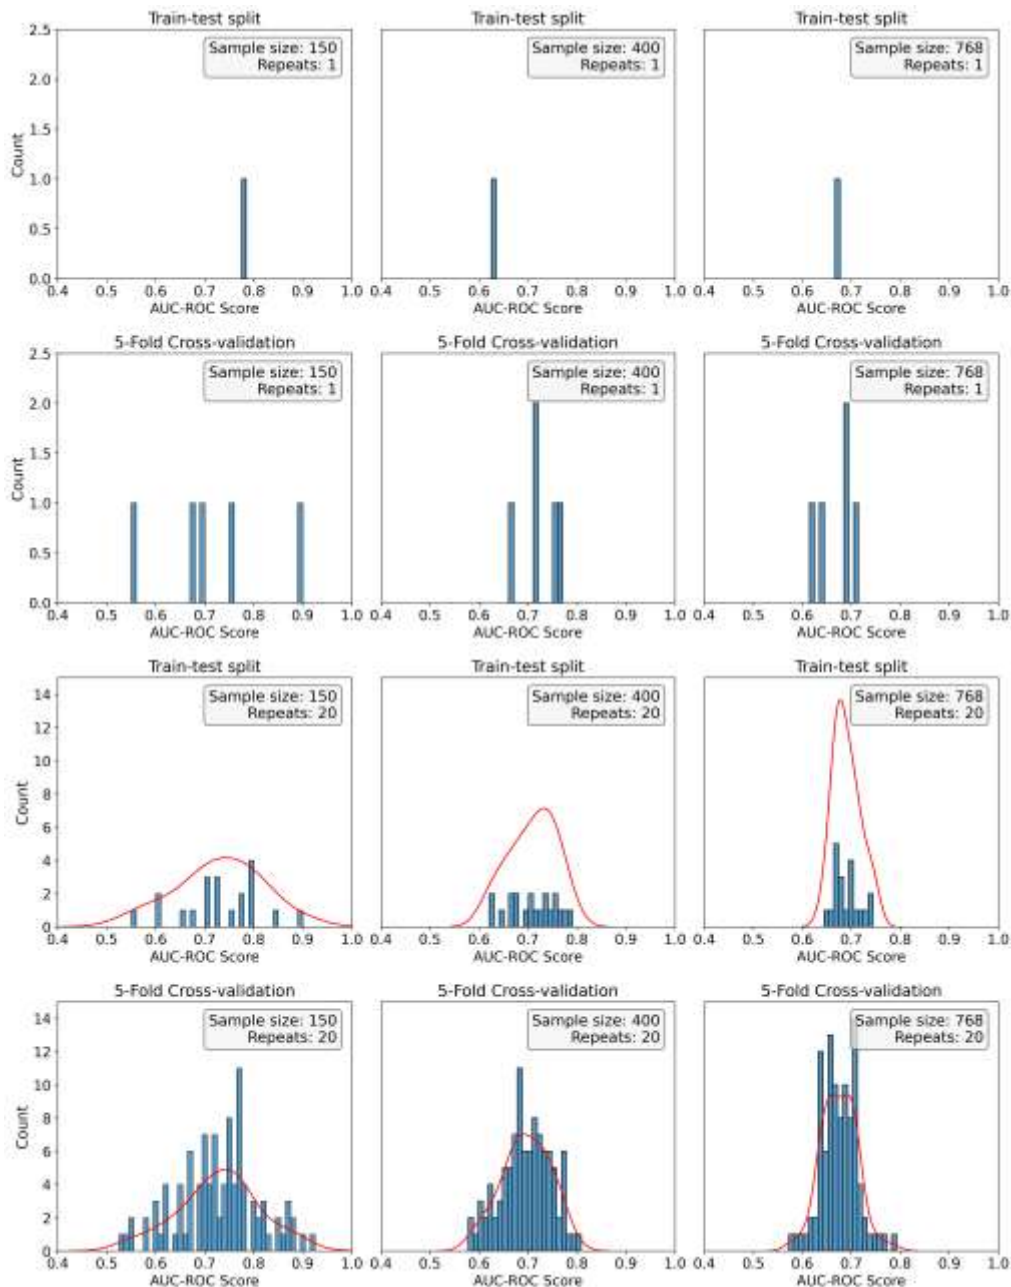 Train-test split
Train-test split
Train-test split
2.5
2.0
1.5
1.0
0.5
0.0
Count
Sample size: 150
Repeats: 1
Sample size: 400
Repeats: 1
Sample size: 768
Repeats: 1
0.4 0.5 0.6 0.7 0.8 0.9 1.0
AUC-ROC Score
0.4 0.5 0.6 0.7 0.8 0.9 1.0
AUC-ROC Score
0.4 0.5 0.6 0.7 0.8 0.9 1.0
AUC-ROC Score
5-Fold Cross-validation
5-Fold Cross-validation
5-Fold Cross-validation
2.5
2.0
1.5
1.0
0.5
0.0
Count
Sample size: 150
Repeats: 1
Sample size: 400
Repeats: 1
Sample size: 768
Repeats: 1
0.4 0.5 0.6 0.7 0.8 0.9 1.0
AUC-ROC Score
0.4 0.5 0.6 0.7 0.8 0.9 1.0
AUC-ROC Score
0.4 0.5 0.6 0.7 0.8 0.9 1.0
AUC-ROC Score
Train-test split
Train-test split
Train-test split
14
12
10
8
6
4
2
0
Count
Sample size: 150
Repeats: 20
Sample size: 400
Repeats: 20
Sample size: 768
Repeats: 20
0.4 0.5 0.6 0.7 0.8 0.9 1.0
AUC-ROC Score
0.4 0.5 0.6 0.7 0.8 0.9 1.0
AUC-ROC Score
0.4 0.5 0.6 0.7 0.8 0.9 1.0
AUC-ROC Score
5-Fold Cross-validation
5-Fold Cross-validation
5-Fold Cross-validation
14
12
10
8
6
4
2
0
Count
Sample size: 150
Repeats: 20
Sample size: 400
Repeats: 20
Sample size: 768
Repeats: 20
0.4 0.5 0.6 0.7 0.8 0.9 1.0
AUC-ROC Score
0.4 0.5 0.6 0.7 0.8 0.9 1.0
AUC-ROC Score
0.4 0.5 0.6 0.7 0.8 0.9 1.0
AUC-ROC Score